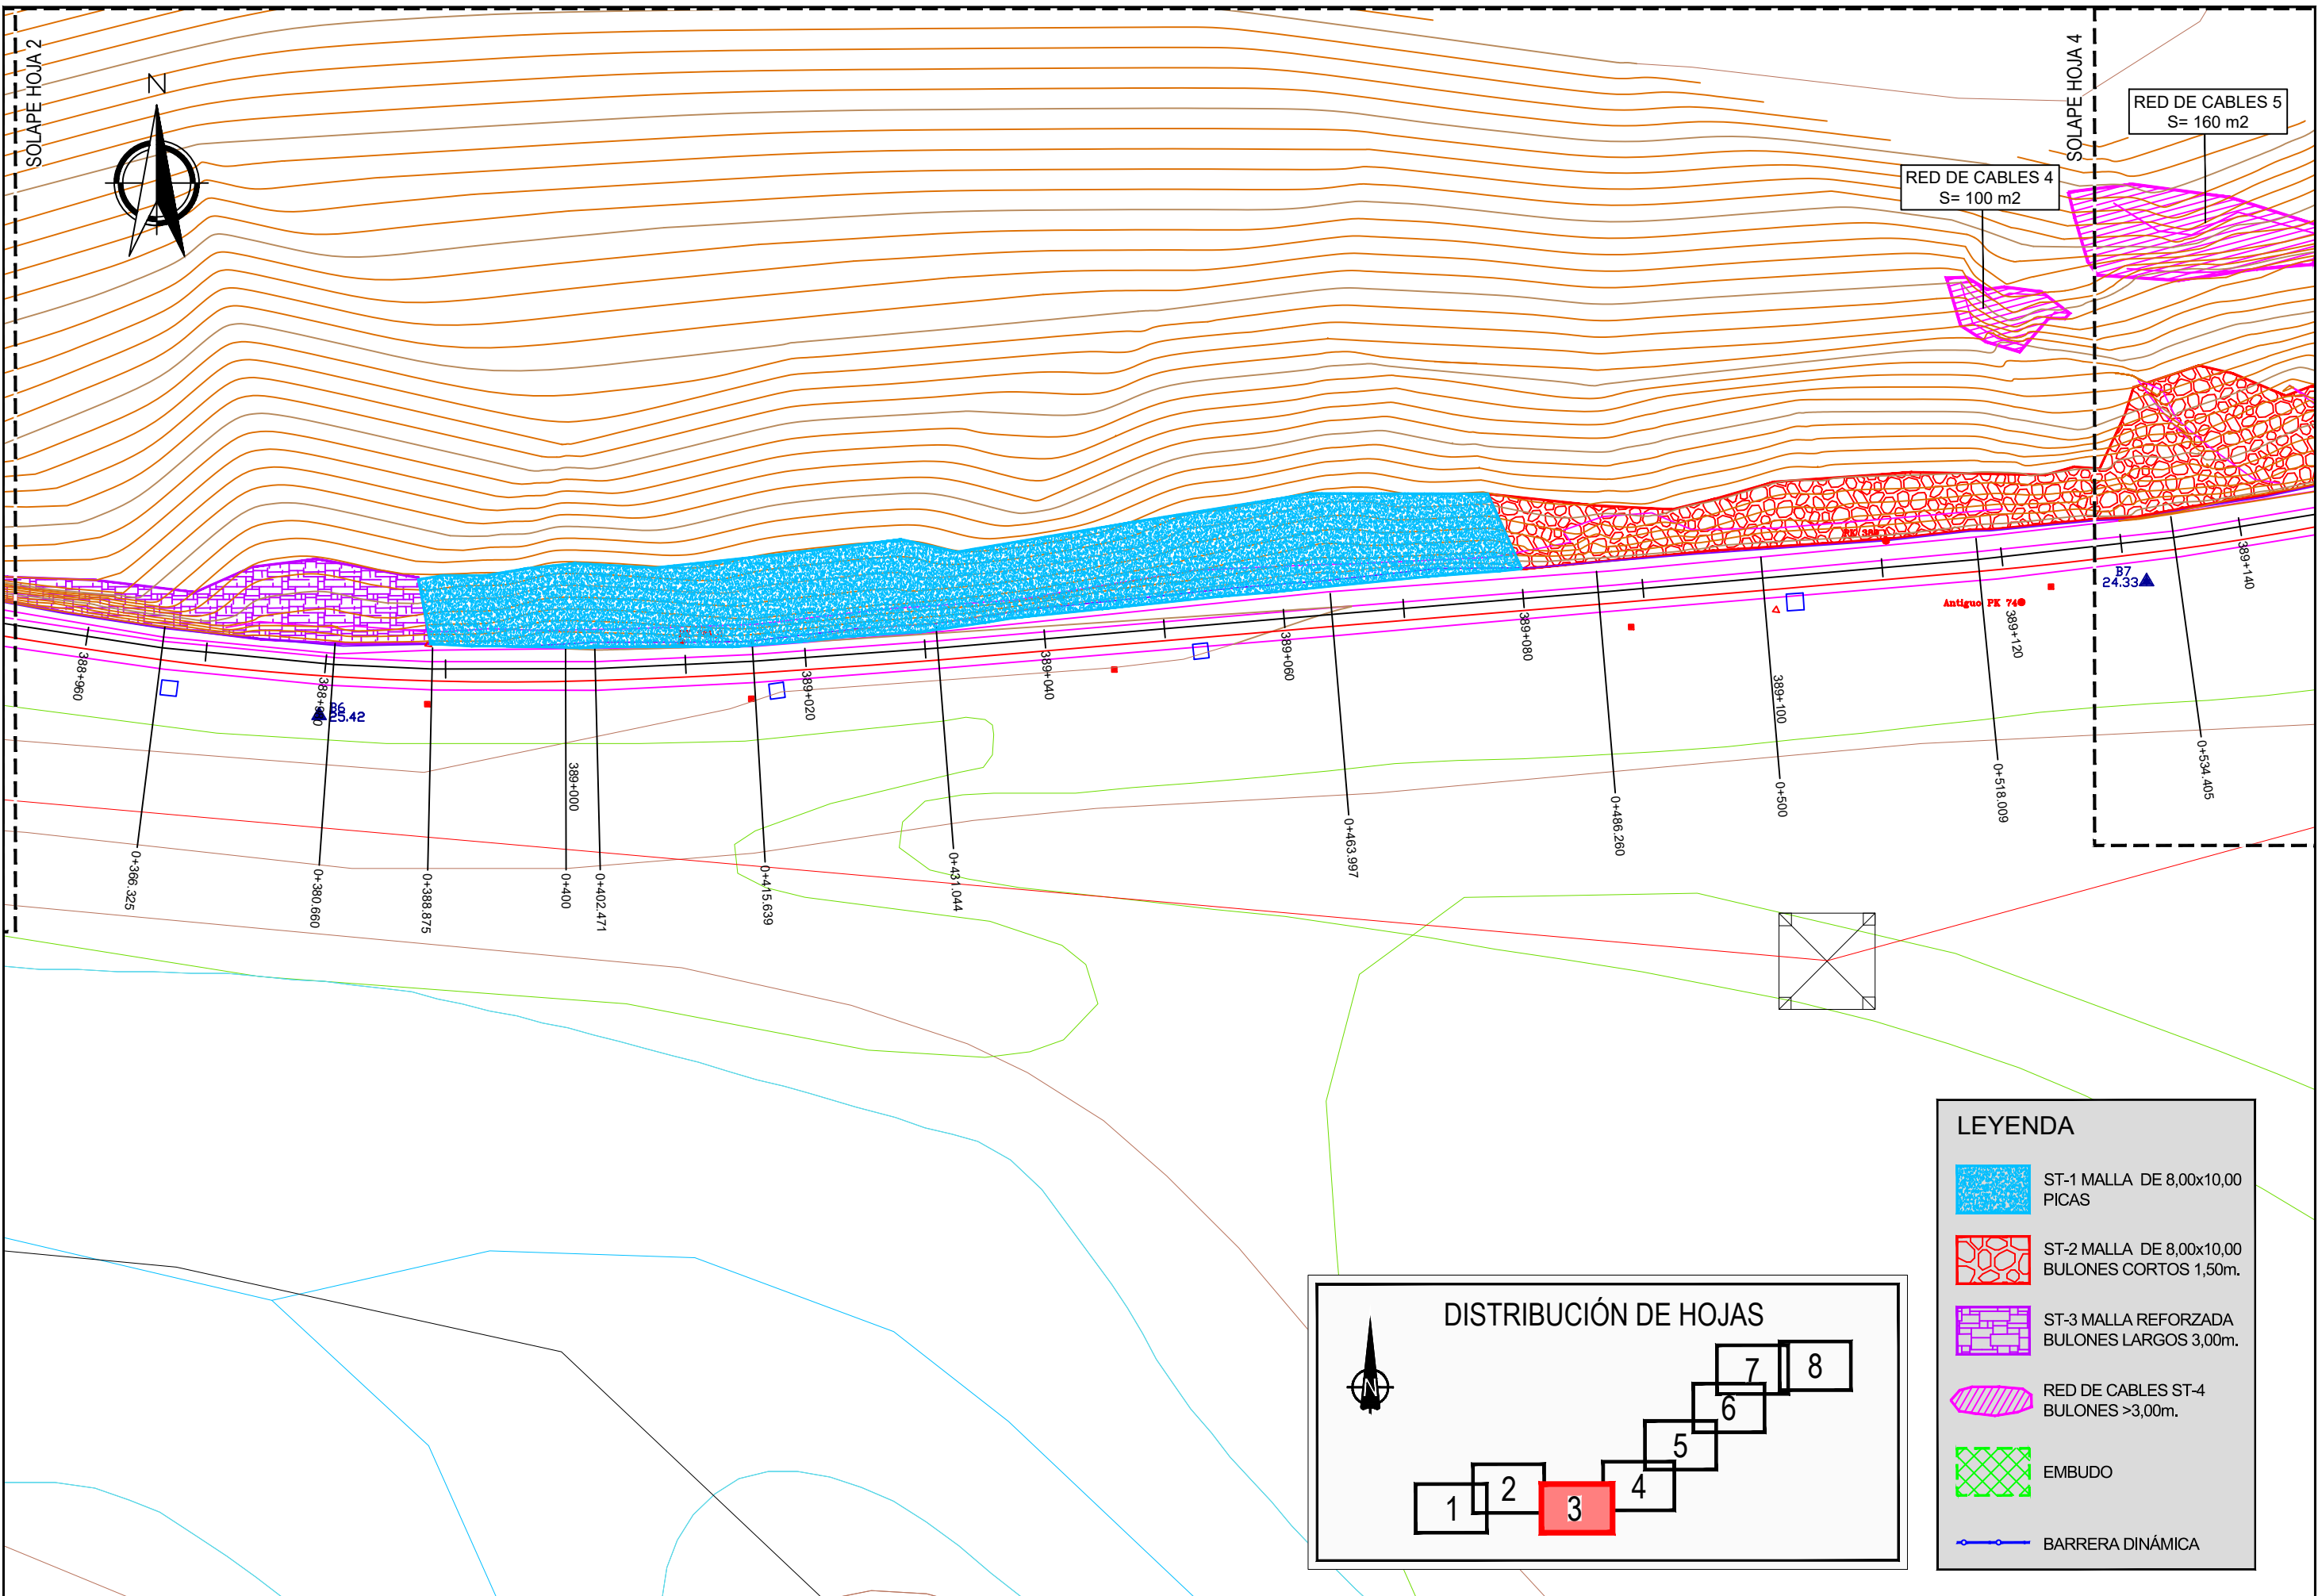 SOLAPE HOJA 2
N
SOLAPE HOJA 4
RED DE CABLES 5
S= 160 m2
RED DE CABLES 4
S= 100 m2
388+960
B6
25.42
389+000
389+020
389+040
389+060
389+080
389+100
389+120
389+140
Antiguo PK 74
B7
24.33
0+366.325
0+380.660
0+388.875
0+400
0+402.471
0+415.639
0+431.044
0+463.997
0+486.260
0+500
0+518.009
0+534.405
LEYENDA
ST-1 MALLA DE 8,00x10,00
PICAS
ST-2 MALLA DE 8,00x10,00
BULONES CORTOS 1,50m.
ST-3 MALLA REFORZADA
BULONES LARGOS 3,00m.
RED DE CABLES ST-4
BULONES >3,00m.
EMBUDO
BARRERA DINÁMICA
DISTRIBUCIÓN DE HOJAS
N
1
2
3
4
5
6
7
8